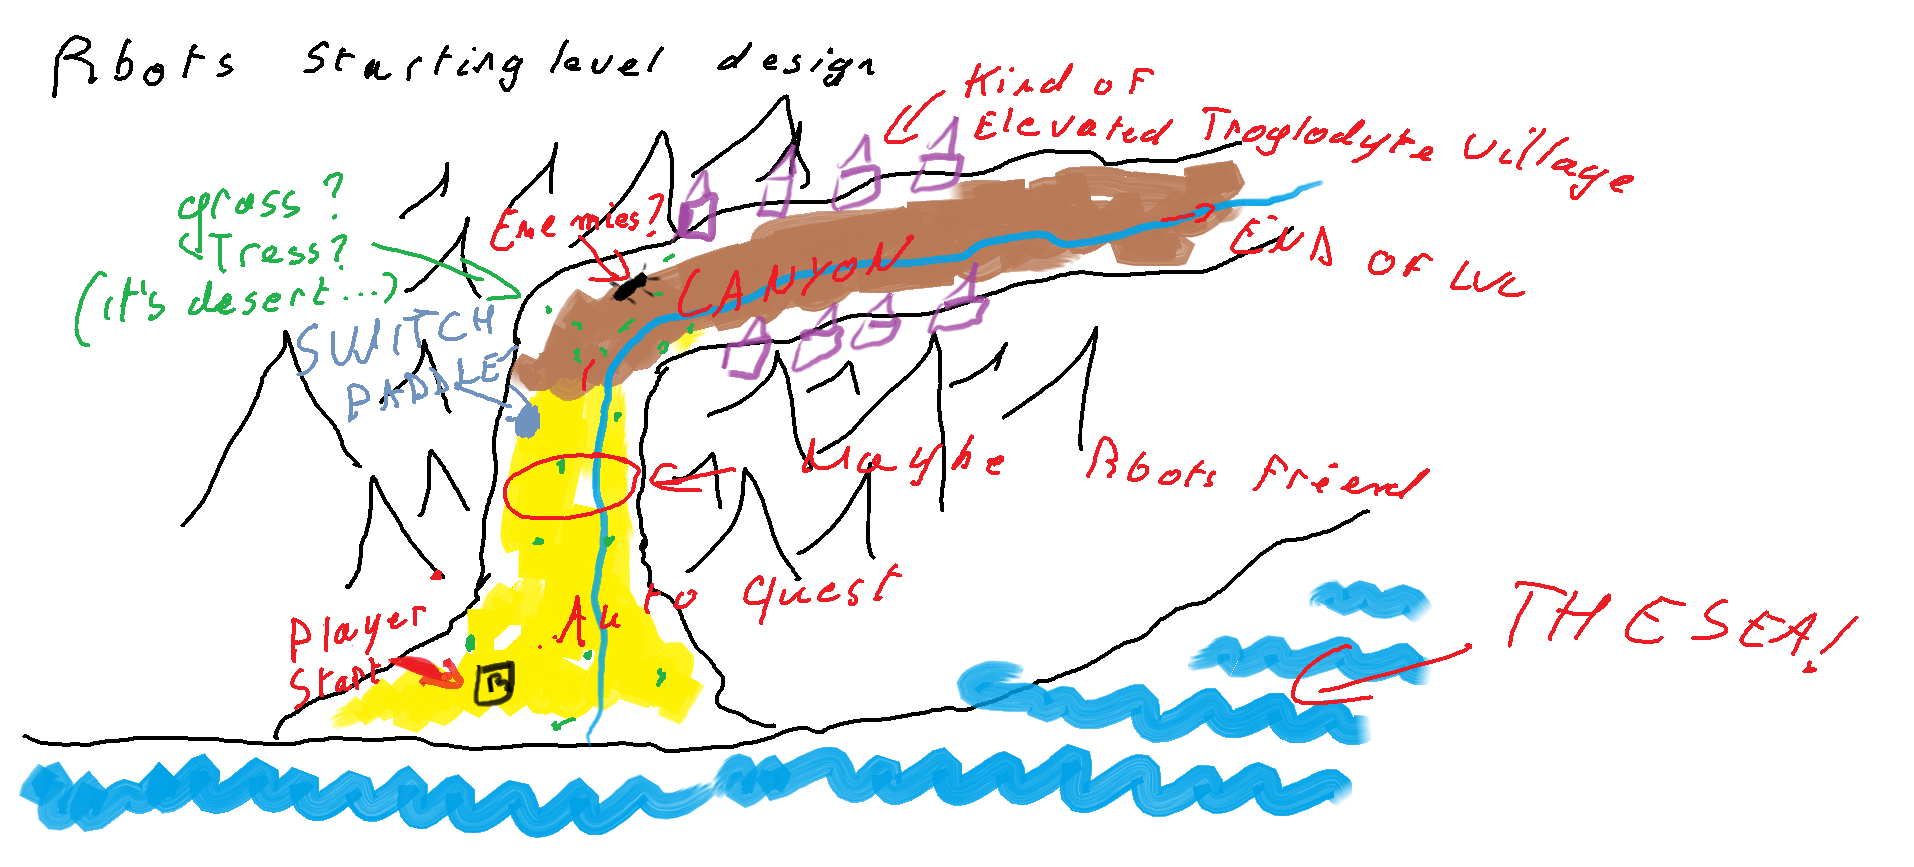 Rbots Starting level design
Kind of
Elevated Troglodyte Village
grass?
Tress?
(it's desert...)
Enemies?
CANYON
END OF LVL
SWITCH
PADDLE
Maybe Rbots Friend
Auto Quest
Player
Start
R
THE SEA!